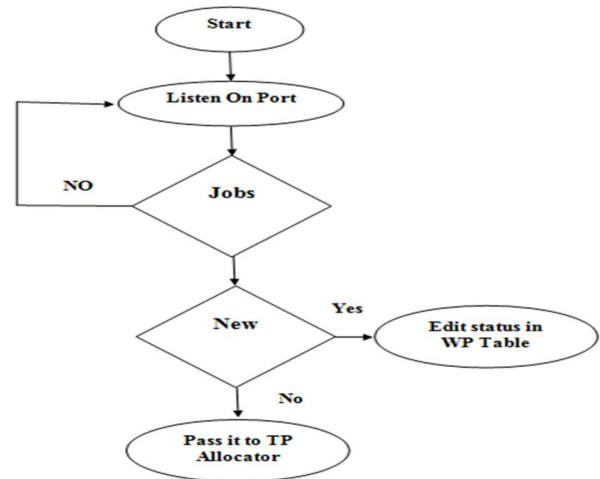 Start
Listen On Port
NO
Jobs
New
Yes
Edit status in
WP Table
No
Pass it to TP
Allocator